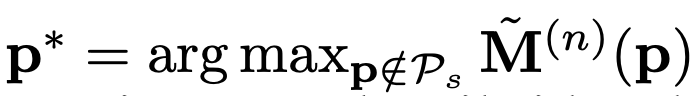 p* = arg max_{p∉𝒫_s} M̃^{(n)}(p)